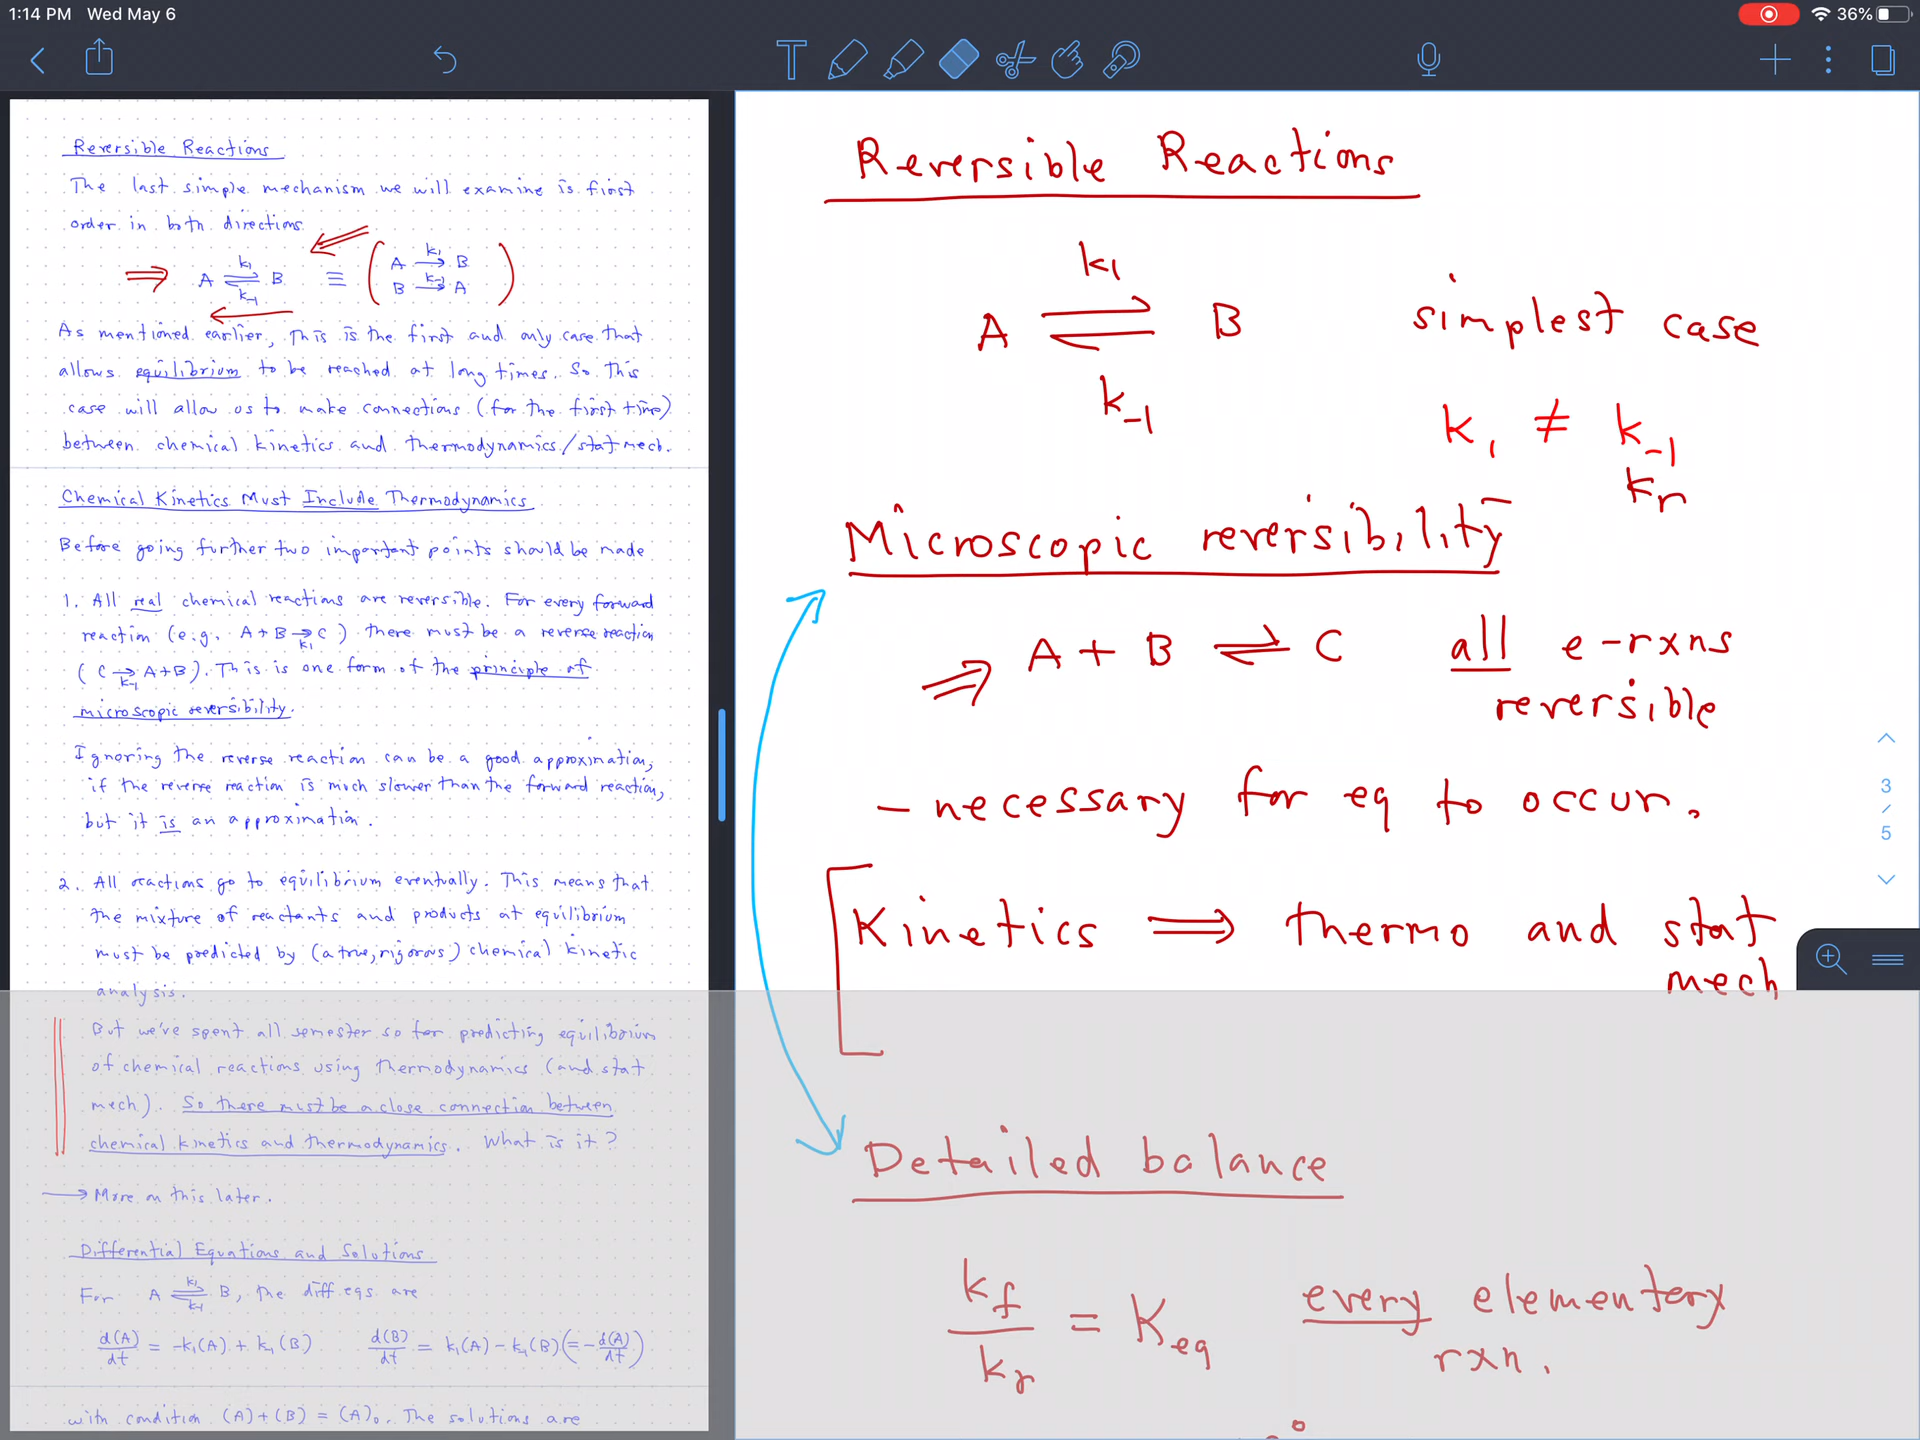 1:14 PM Wed May 6
36%
Reversible Reactions
The last simple mechanism we will examine is first
order in both directions
A ⇌ B ≡ ( A → B
k1
k-1
k1
B → A )
k-1
As mentioned earlier, this is the first and only case that
allows equilibrium to be reached at long times. So this
case will allow us to make connections (for the first time)
between chemical kinetics and thermodynamics/stat mech.
Chemical Kinetics Must Include Thermodynamics
Before going further two important points should be made
1. All real chemical reactions are reversible. For every forward
reaction (e.g. A + B → C) there must be a reverse reaction
k1
( C → A+B). This is one form of the principle of
k-1
microscopic reversibility.
Ignoring the reverse reaction can be a good approximation,
if the reverse reaction is much slower than the forward reaction,
but it is an approximation.
2. All reactions go to equilibrium eventually. This means that
the mixture of reactants and products at equilibrium
must be predicted by (a true, rigorous) chemical kinetic
analysis.
But we've spent all semester so far predicting equilibrium
of chemical reactions using thermodynamics (and stat
mech). So there must be a close connection between
chemical kinetics and thermodynamics. What is it?
→ More on this later.
Differential Equations and Solutions
For A ⇌ B, the diff eqs are
k1
k-1
d(A)/dt = -k1(A) + k-1(B) d(B)/dt = k1(A) - k-1(B) (= -d(A)/dt)
with condition (A)+(B) = (A)0. The solutions are
Reversible Reactions
k1
A ⇌ B simplest case
k-1
k1 ≠ k-1
kr
Microscopic reversibility
⇒ A + B ⇌ C all e-rxns
reversible
- necessary for eq to occur.
Kinetics ⇒ thermo and stat
mech
Detailed balance
kf/kr = Keq every elementery
rxn.
3
/
5